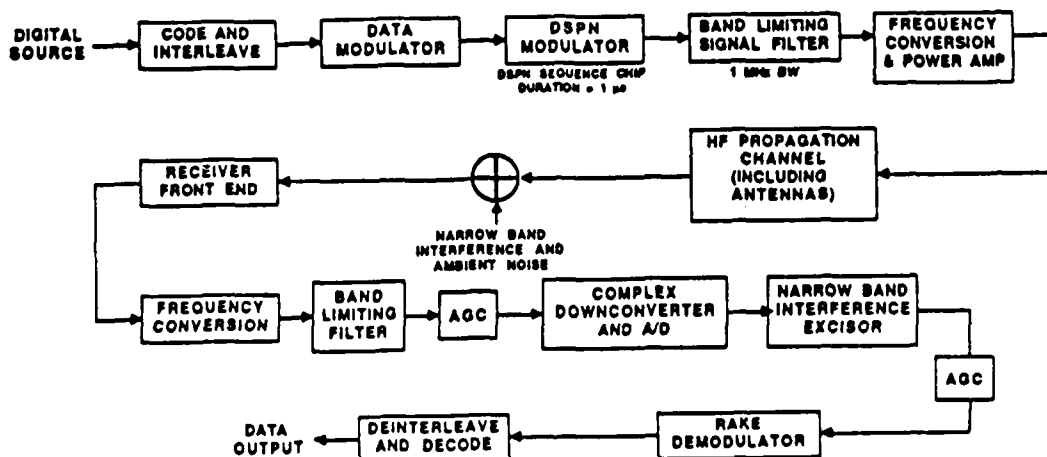 DIGITAL
SOURCE
CODE AND
INTERLEAVE
DATA
MODULATOR
DSPN
MODULATOR
DSPN SEQUENCE CHIP
DURATION = 1 µs
BAND LIMITING
SIGNAL FILTER
1 MHz BW
FREQUENCY
CONVERSION
& POWER AMP
RECEIVER
FRONT END
NARROW BAND
INTERFERENCE AND
AMBIENT NOISE
HF PROPAGATION
CHANNEL
(INCLUDING
ANTENNAS)
FREQUENCY
CONVERSION
BAND
LIMITING
FILTER
AGC
COMPLEX
DOWNCONVERTER
AND A/D
NARROW BAND
INTERFERENCE
EXCISOR
AGC
DATA
OUTPUT
DEINTERLEAVE
AND DECODE
RAKE
DEMODULATOR